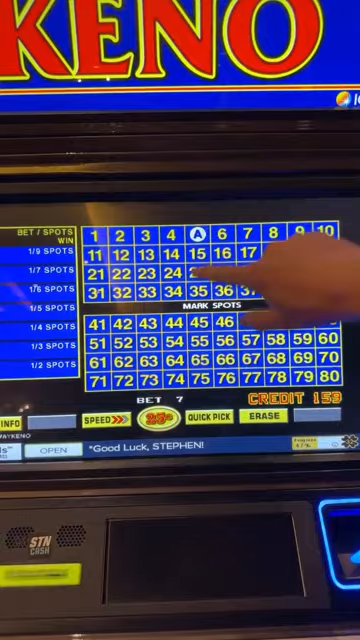 KENO
BET / SPOTS
WIN
1/9 SPOTS
1/7 SPOTS
SPOTS
1/5 SPOTS
1/4 SPOTS
1/3 SPOTS
1/2 SPOTS
1 2 3 4 A 6 7 8 9 10
11 12 13 14 15 16 17
21 22 23 24
31 32 33 34 35 36
MARK SPOTS
41 42 43 44 45 46
51 52 53 54 55 56 57 58 59 60
61 62 63 64 65 66 67 68 69 70
71 72 73 74 75 76 77 78 79 80
BET 7
CREDIT 159
INFO
SPEED
25¢
QUICK PICK
ERASE
OPEN
*Good Luck, STEPHEN!
STN
CASH